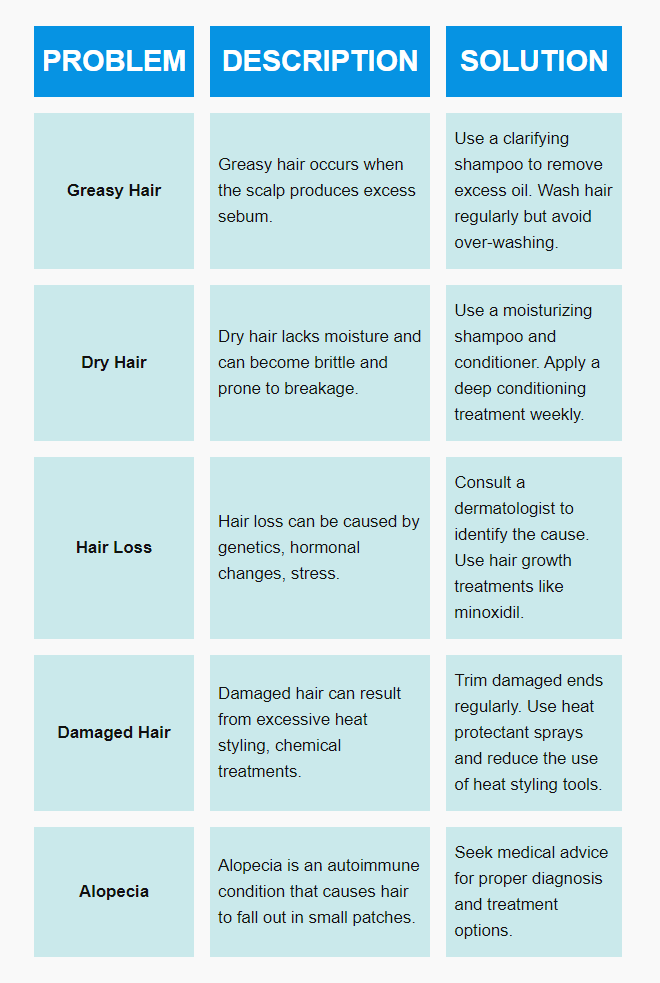 PROBLEM DESCRIPTION SOLUTION
Greasy Hair
Greasy hair occurs when
the scalp produces excess
sebum.
Use a clarifying
shampoo to remove
excess oil. Wash hair
regularly but avoid
over-washing.
Dry Hair
Dry hair lacks moisture and
can become brittle and
prone to breakage.
Use a moisturizing
shampoo and
conditioner. Apply a
deep conditioning
treatment weekly.
Hair Loss
Hair loss can be caused by
genetics, hormonal
changes, stress.
Consult a
dermatologist to
identify the cause.
Use hair growth
treatments like
minoxidil.
Damaged Hair
Damaged hair can result
from excessive heat
styling, chemical
treatments.
Trim damaged ends
regularly. Use heat
protectant sprays
and reduce the use
of heat styling tools.
Alopecia
Alopecia is an autoimmune
condition that causes hair
to fall out in small patches.
Seek medical advice
for proper diagnosis
and treatment
options.